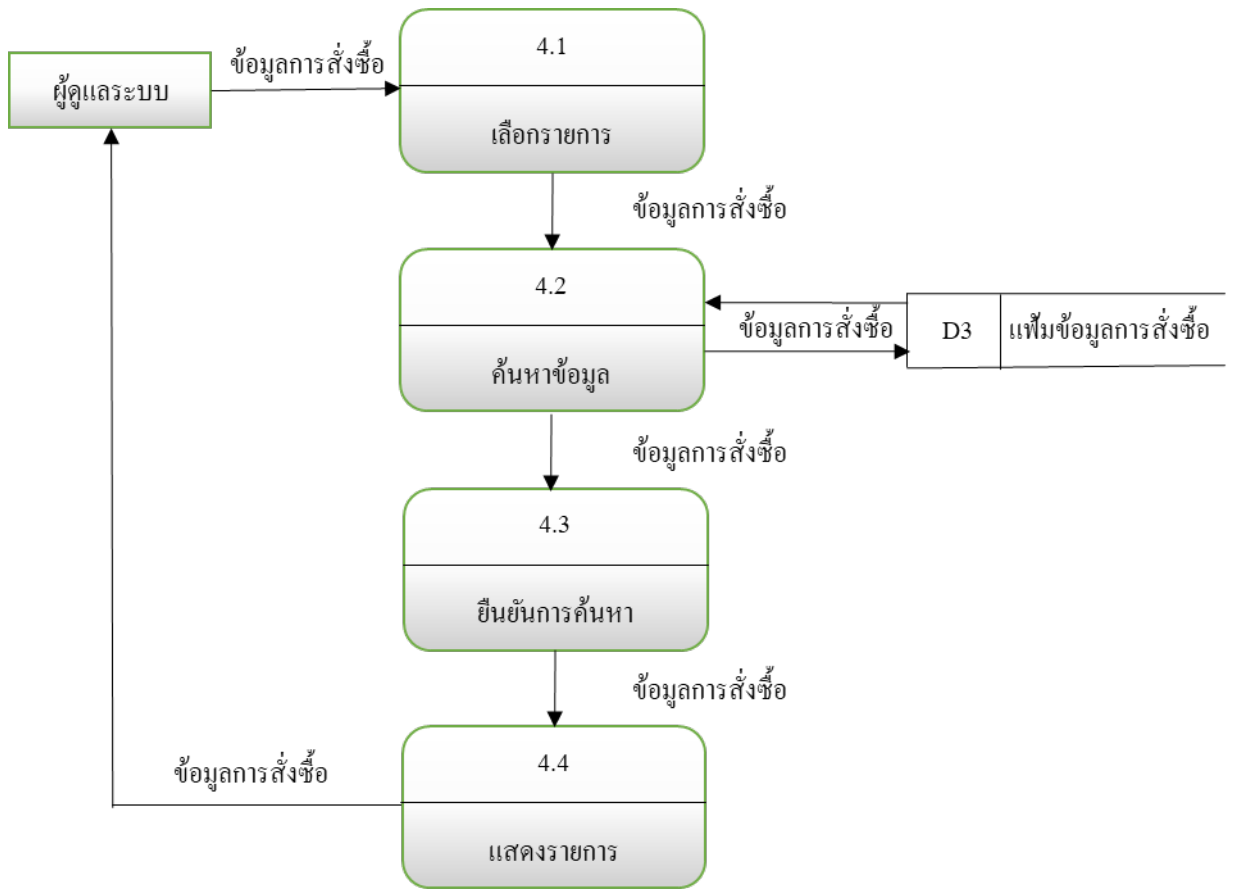 ข้อมูลการสั่งซื้อ
4.1
ผู้ดูแลระบบ
เลือกรายการ
ข้อมูลการสั่งซื้อ
4.2
ข้อมูลการสั่งซื้อ
D3
แฟ้มข้อมูลการสั่งซื้อ
ค้นหาข้อมูล
ข้อมูลการสั่งซื้อ
4.3
ยืนยันการค้นหา
ข้อมูลการสั่งซื้อ
4.4
ข้อมูลการสั่งซื้อ
แสดงรายการ